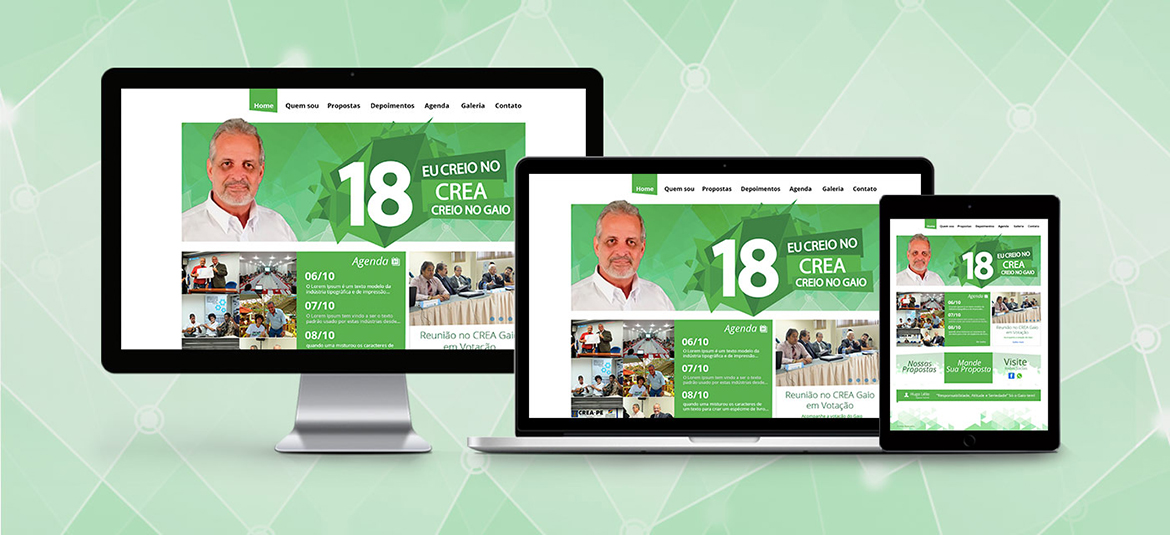 Home Quem sou Propostas Depoimentos Agenda Galeria Contato
18
EU CREIO NO
CREA
CREIO NO GAIO
Agenda
06/10
O Lorem Ipsum é um texto modelo da
indústria tipográfica e de impressão...
07/10
O Lorem Ipsum tem vindo a ser o texto
padrão usado por estas indústrias desde...
08/10
quando uma misturou os caracteres de
Reunião no CREA Gaio
em Votação
Home Quem sou Propostas Depoimentos Agenda Galeria Contato
18
EU CREIO NO
CREA
CREIO NO GAIO
Agenda
06/10
O Lorem Ipsum é um texto modelo da
indústria tipográfica e de impressão...
07/10
O Lorem Ipsum tem vindo a ser o texto
padrão usado por estas indústrias desde...
08/10
quando uma misturou os caracteres de
um texto para criar um espécime de livro...
CREA-PE
Reunião no CREA Gaio
em Votação
Acompanhe a votação do Gaio
Home Quem sou Propostas Depoimentos Agenda Galeria Contato
18
EU CREIO NO
CREA
CREIO NO GAIO
Agenda
06/10
07/10
08/10
Reunião no CREA Gaio
em Votação
Nossas
Propostas
Mande
Sua Proposta
Visite